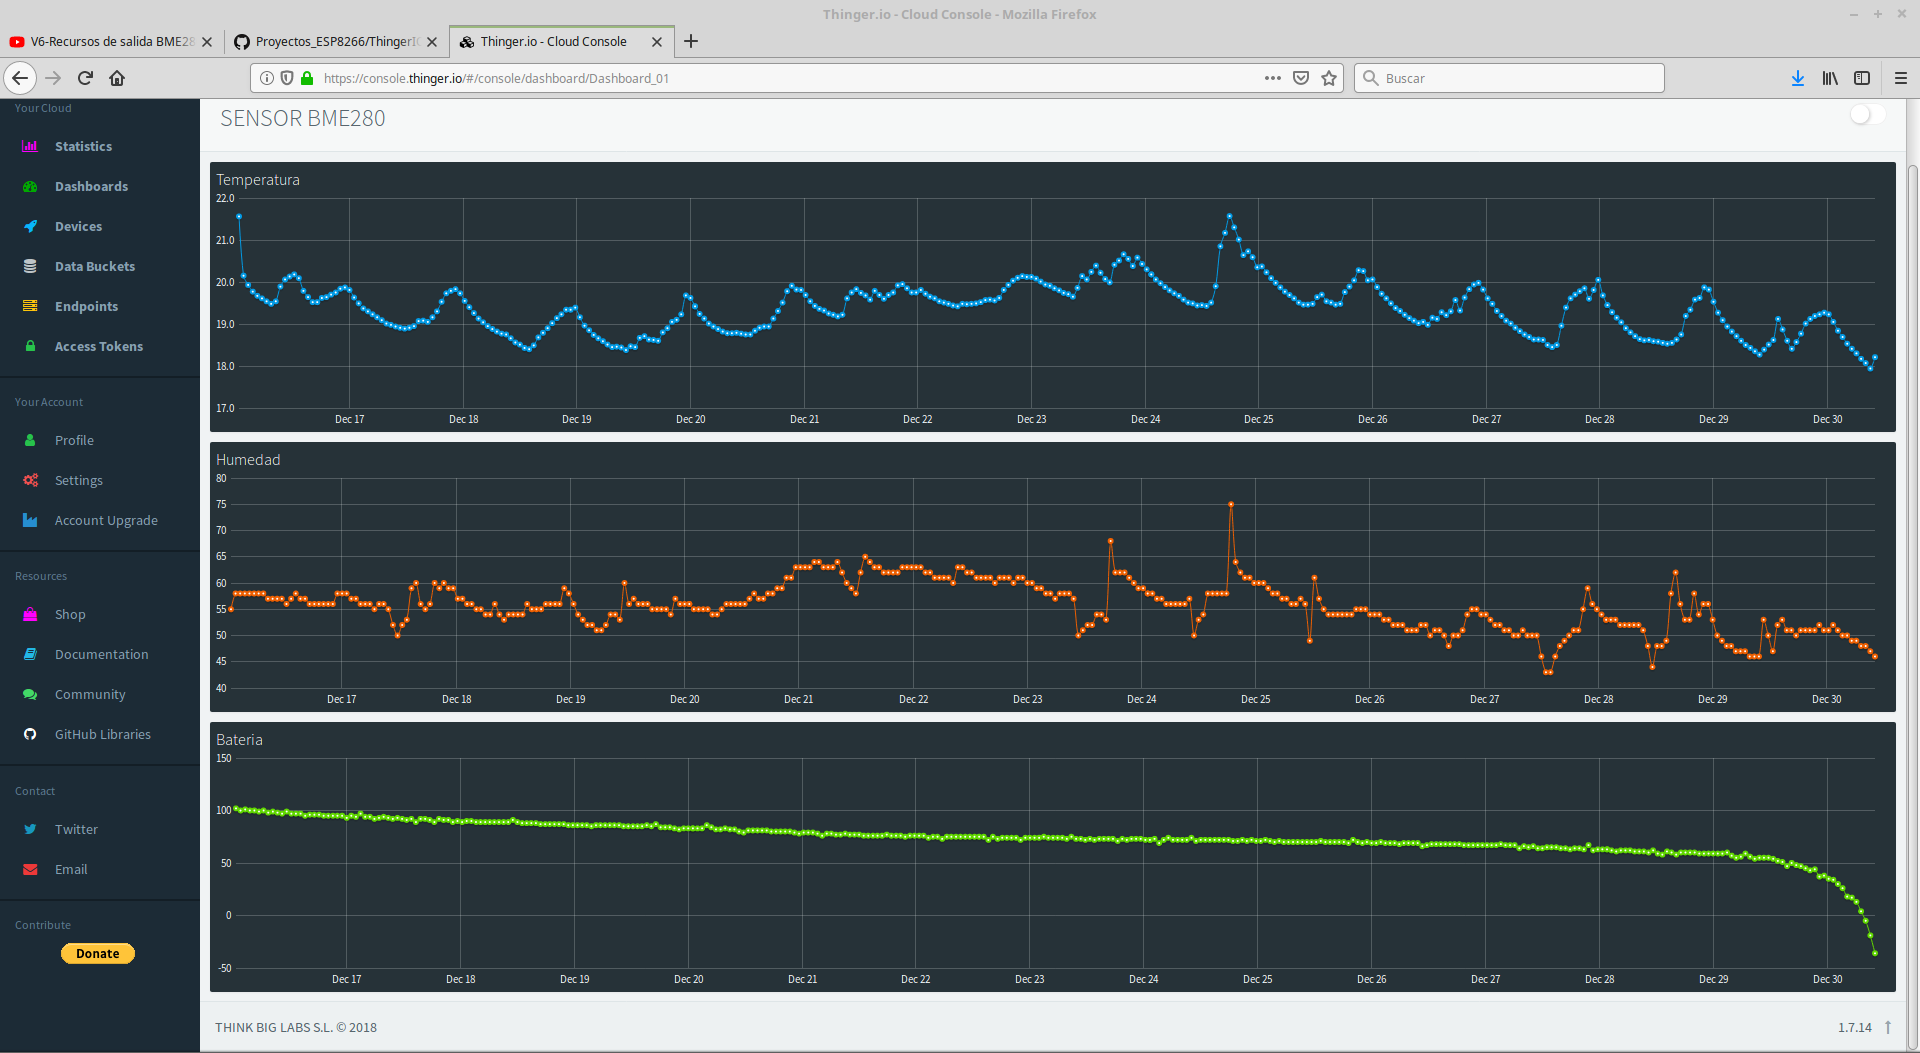 Thinger.io - Cloud Console - Mozilla Firefox
V6-Recursos de salida BME28
Proyectos_ESP8266/ThingerI
Thinger.io - Cloud Console
https://console.thinger.io/#/console/dashboard/Dashboard_01
Buscar
Your Cloud
Statistics
Dashboards
Devices
Data Buckets
Endpoints
Access Tokens
Your Account
Profile
Settings
Account Upgrade
Resources
Shop
Documentation
Community
GitHub Libraries
Contact
Twitter
Email
Contribute
Donate
SENSOR BME280
Temperatura
22.0
21.0
20.0
19.0
18.0
17.0
Dec 17 Dec 18 Dec 19 Dec 20 Dec 21 Dec 22 Dec 23 Dec 24 Dec 25 Dec 26 Dec 27 Dec 28 Dec 29 Dec 30
Humedad
80
75
70
65
60
55
50
45
40
Dec 17 Dec 18 Dec 19 Dec 20 Dec 21 Dec 22 Dec 23 Dec 24 Dec 25 Dec 26 Dec 27 Dec 28 Dec 29 Dec 30
Bateria
150
100
50
0
-50
Dec 17 Dec 18 Dec 19 Dec 20 Dec 21 Dec 22 Dec 23 Dec 24 Dec 25 Dec 26 Dec 27 Dec 28 Dec 29 Dec 30
THINK BIG LABS S.L. © 2018
1.7.14